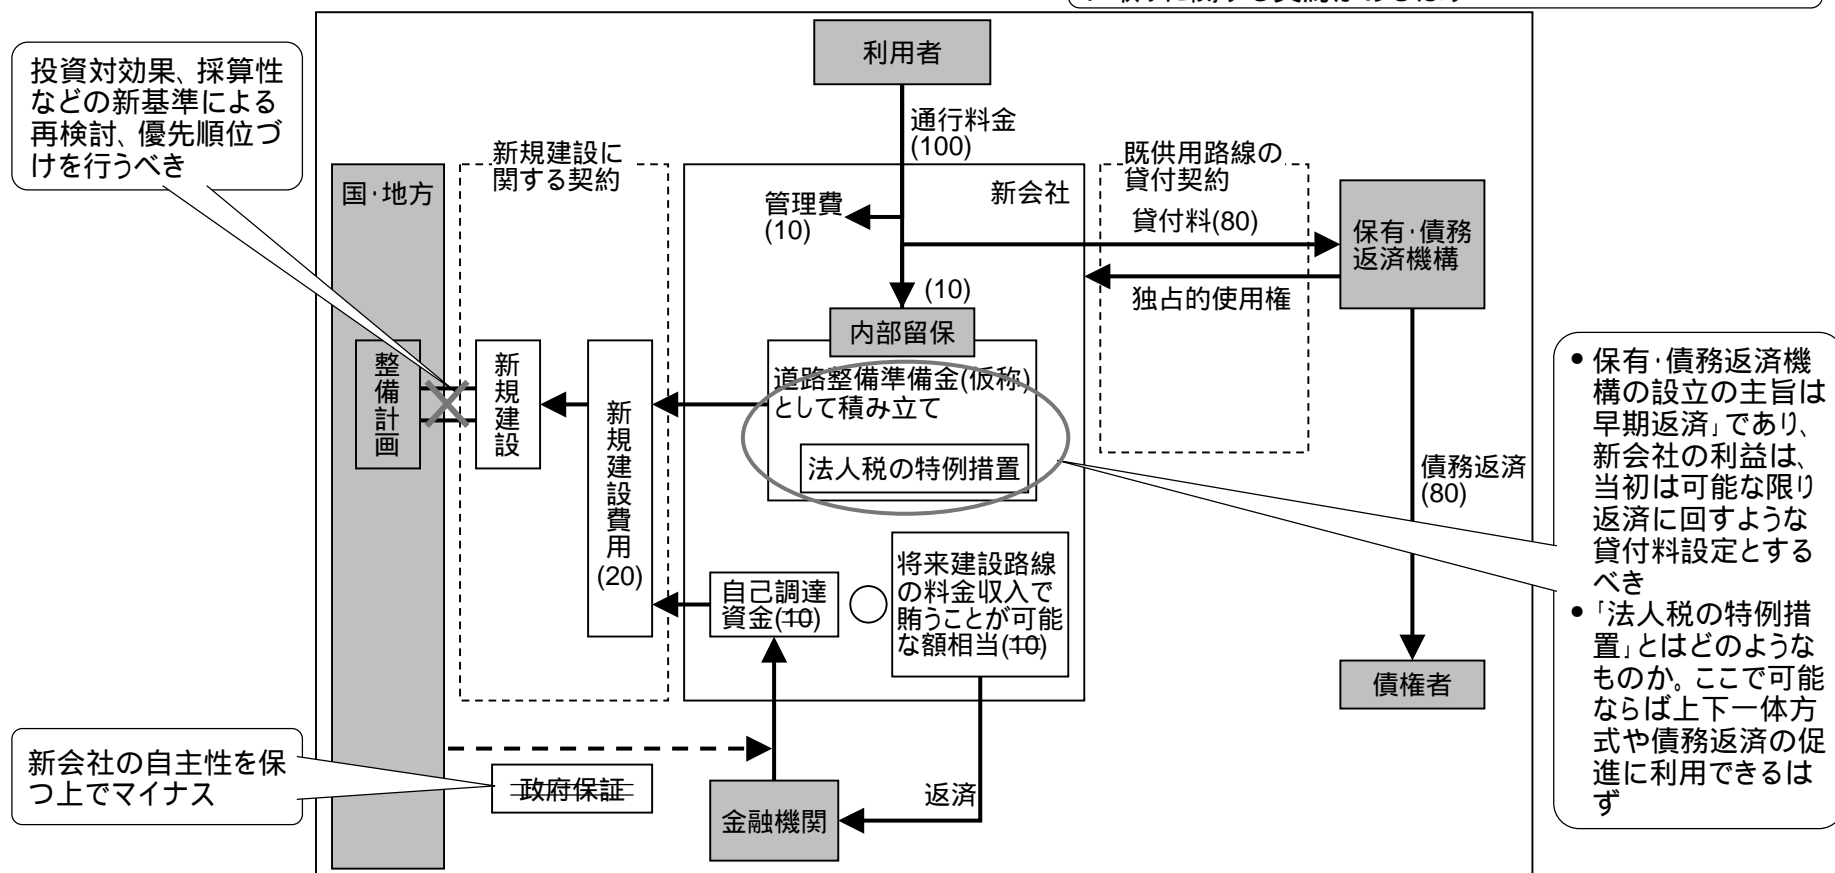 利用者
投資対効果、採算性
などの新基準による
再検討、優先順位づ
けを行うべき
通行料金
(100)
新規建設に
関する契約
既供用路線の
貸付契約
国・地方
新会社
管理費
(10)
貸付料(80)
保有・債務
返済機構
独占的使用権
(10)
内部留保
整備計画
新規建設
新規建設費用
(20)
道路整備準備金(仮称)
として積み立て
法人税の特例措置
債務返済
(80)
自己調達
資金(10)
将来建設路線
の料金収入で
賄うことが可能
な額相当(10)
債権者
• 保有・債務返済機
構の設立の主旨は
早期返済」であり、
新会社の利益は、
当初は可能な限り
返済に回すような
貸付料設定とする
べき
• 「法人税の特例措
置」とはどのような
ものか。ここで可能
ならば上下一体方
式や債務返済の促
進に利用できるは
ず
新会社の自主性を保
つ上でマイナス
政府保証
返済
金融機関